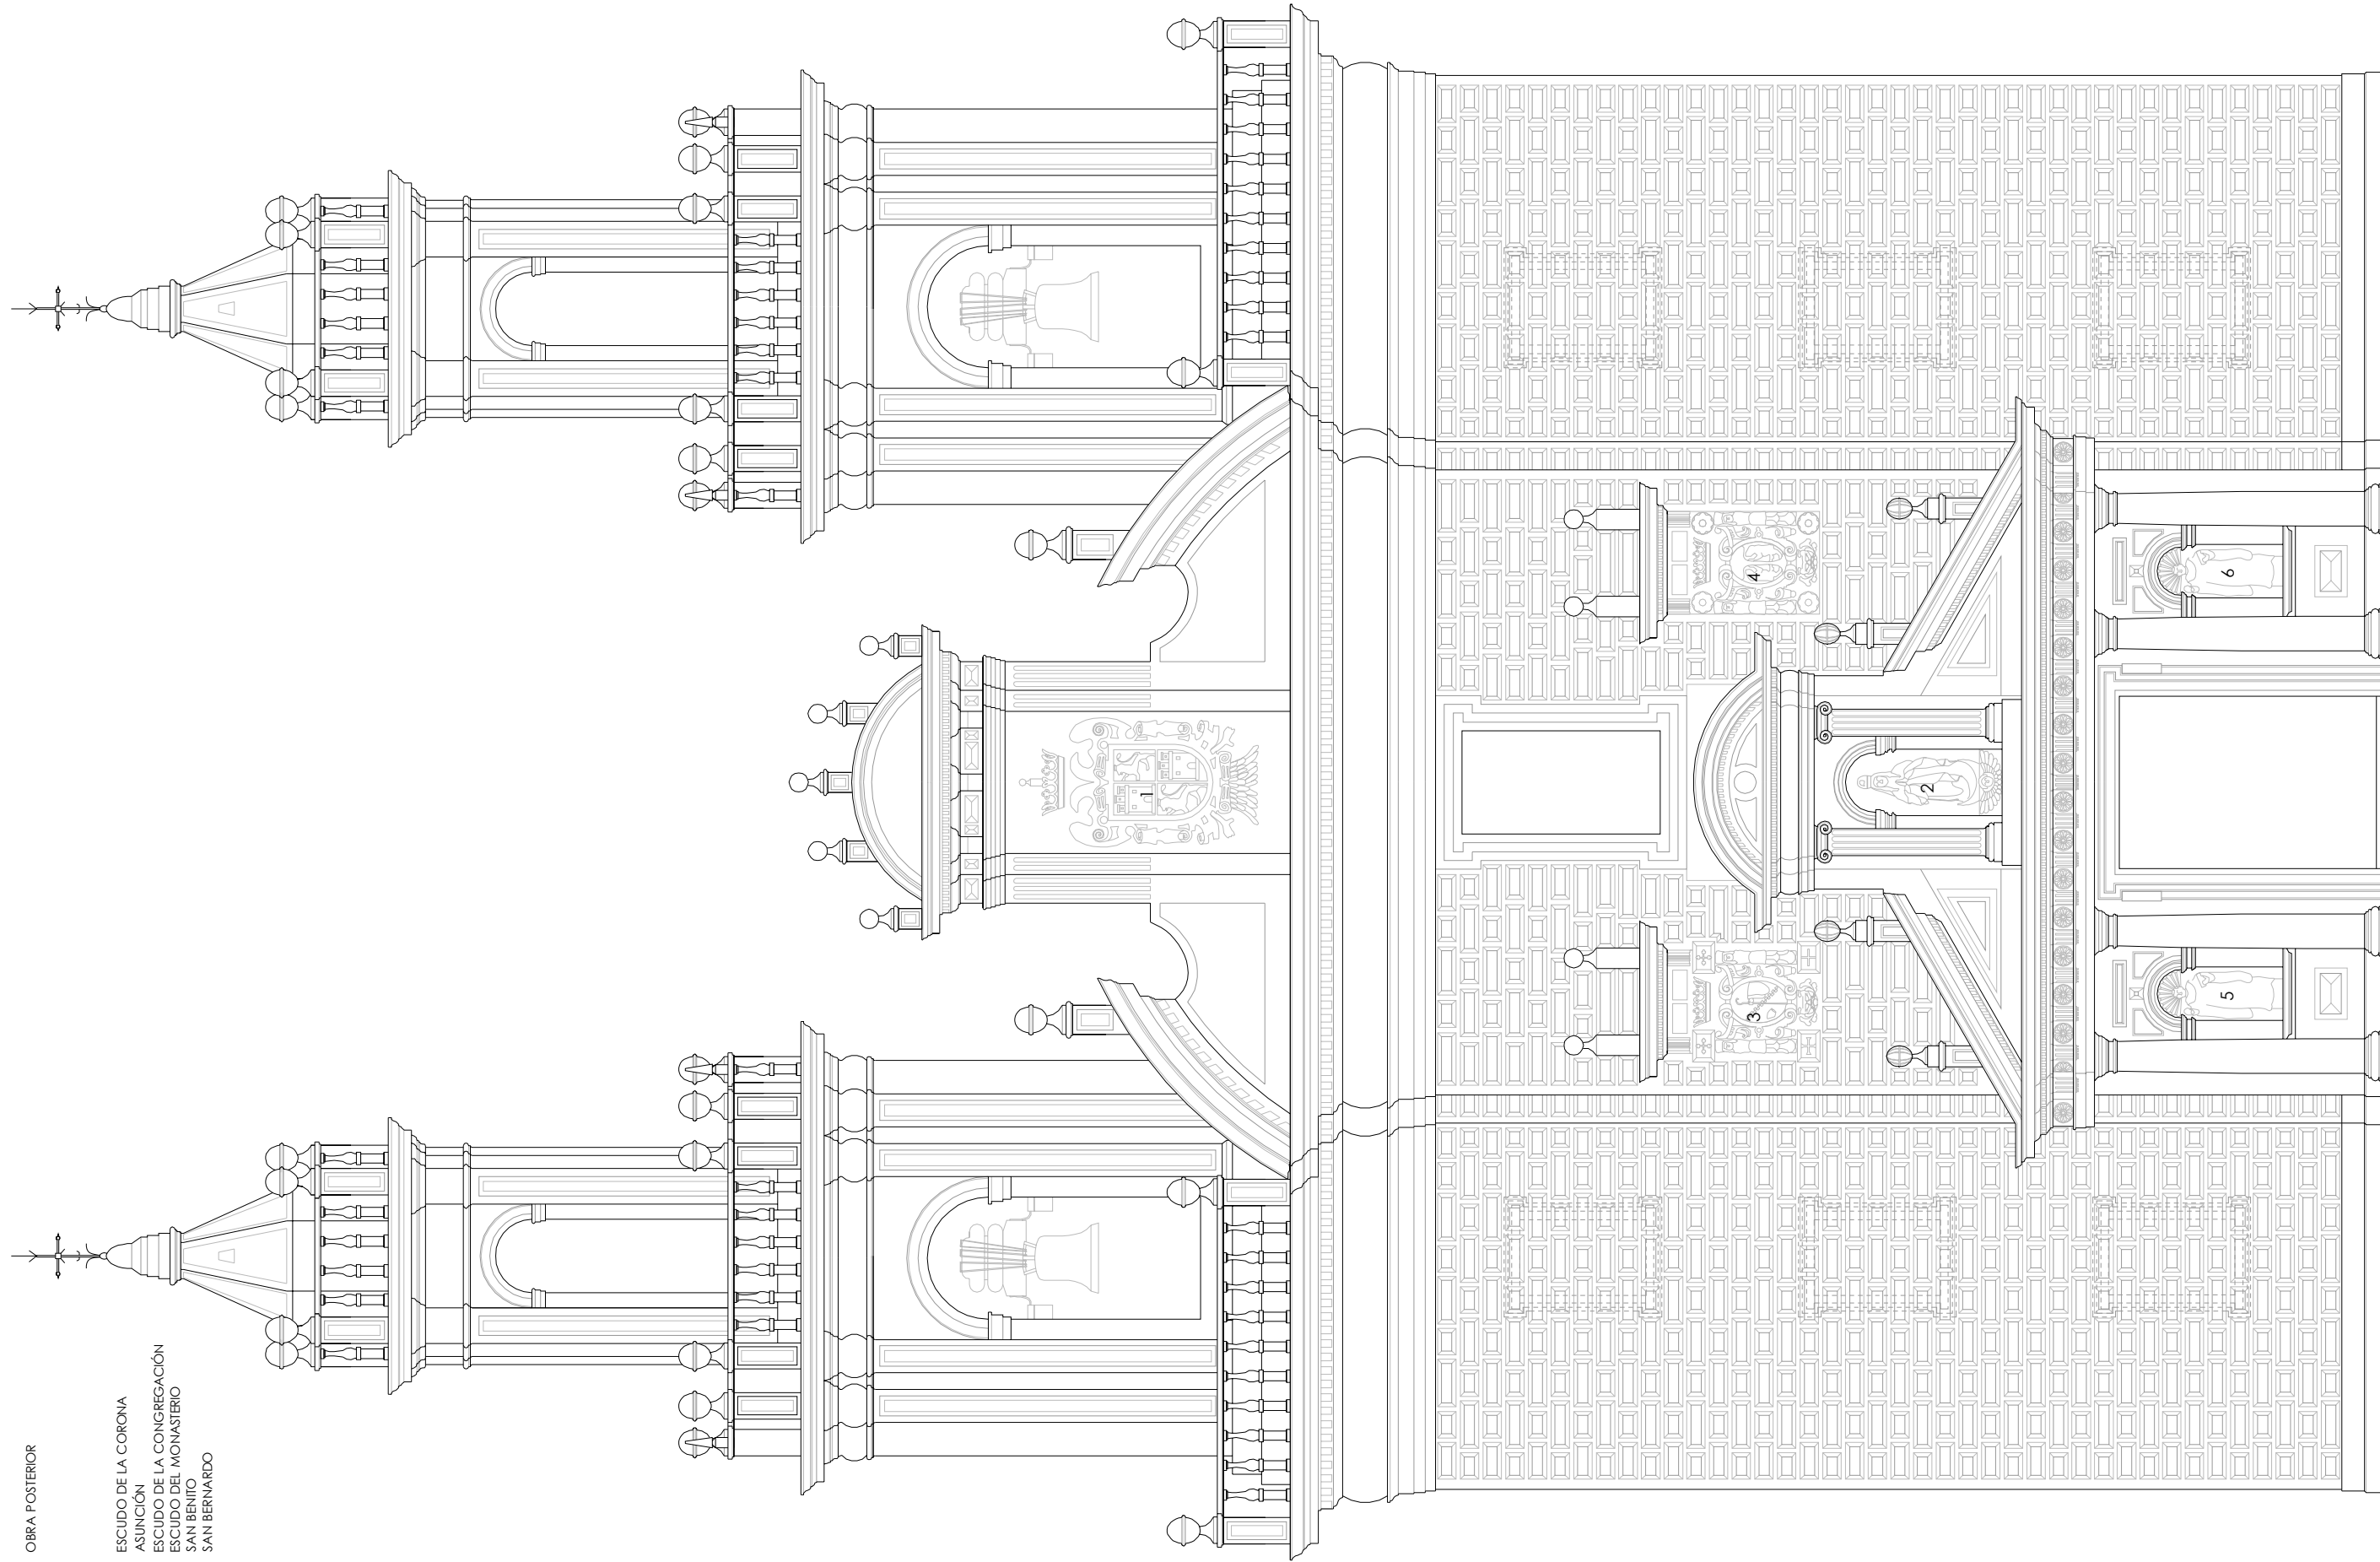 OBRA POSTERIOR
ESCUDO DE LA CORONA
ASUNCIÓN
ESCUDO DE LA CONGREGACIÓN
ESCUDO DEL MONASTERIO
SAN BENITO
SAN BERNARDO
1
2
3
4
5
6